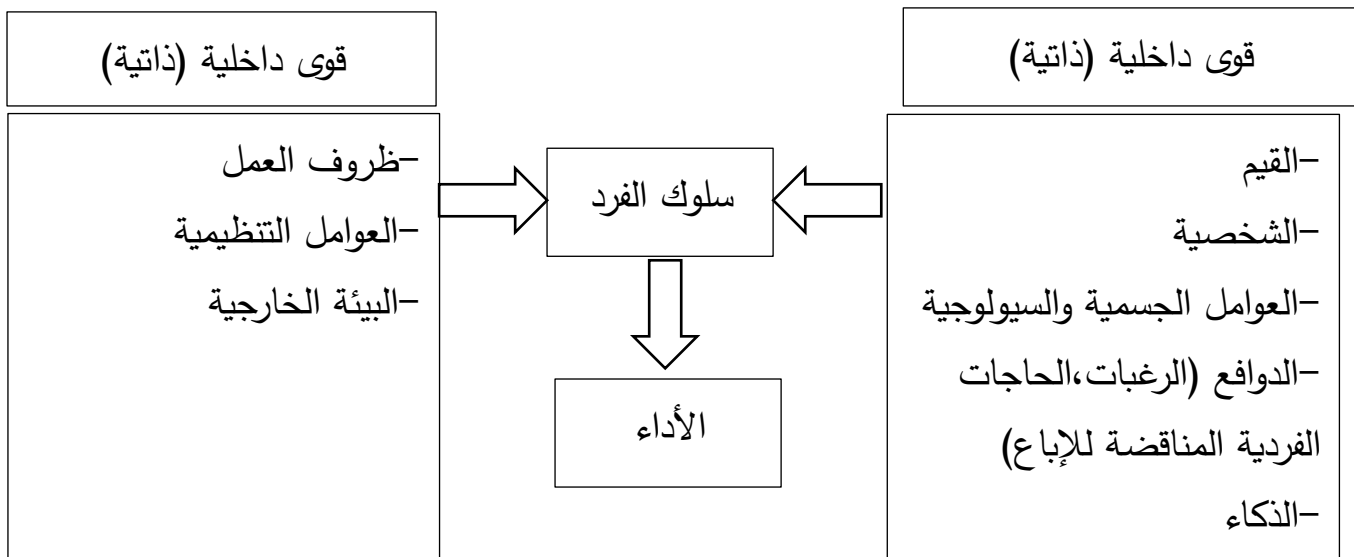 قوى داخلية (ذاتية)
-القيم
-الشخصية
-العوامل الجسمية والسيولوجية
-الدوافع (الرغبات،الحاجات
الفردية المناقضة للإباع)
-الذكاء
سلوك الفرد
الأداء
قوى داخلية (ذاتية)
-ظروف العمل
-العوامل التنظيمية
-البيئة الخارجية